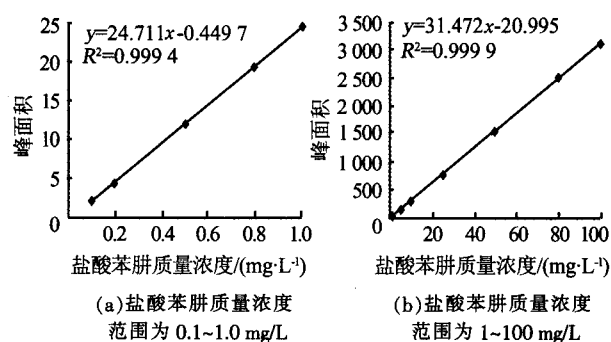 y=24.711x-0.449 7
R²=0.999 4
25
20
15
10
5
0
峰面积
0.2 0.4 0.6 0.8 1.0
盐酸苯肼质量浓度/(mg·L⁻¹)
(a)盐酸苯肼质量浓度
范围为 0.1~1.0 mg/L
y=31.472x-20.995
R²=0.999 9
3 500
3 000
2 500
2 000
1 500
1 000
500
0
峰面积
20 40 60 80 100
盐酸苯肼质量浓度/(mg·L⁻¹)
(b)盐酸苯肼质量浓度
范围为 1~100 mg/L